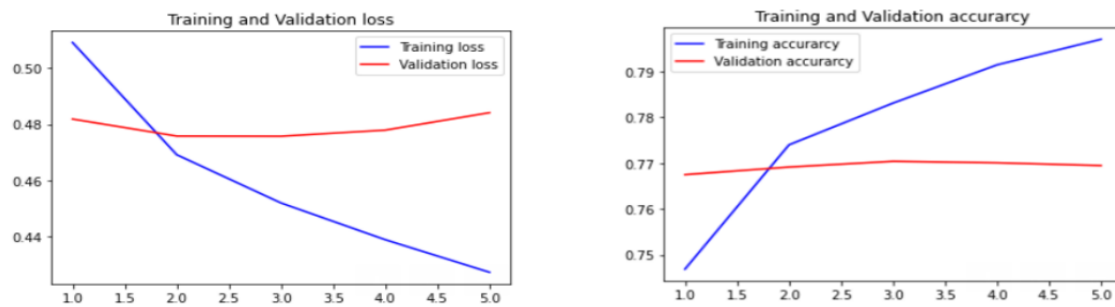 Training and Validation loss
Training loss
Validation loss
0.50
0.48
0.46
0.44
1.0 1.5 2.0 2.5 3.0 3.5 4.0 4.5 5.0
Training and Validation accurarcy
Training accurarcy
Validation accurarcy
0.79
0.78
0.77
0.76
0.75
1.0 1.5 2.0 2.5 3.0 3.5 4.0 4.5 5.0